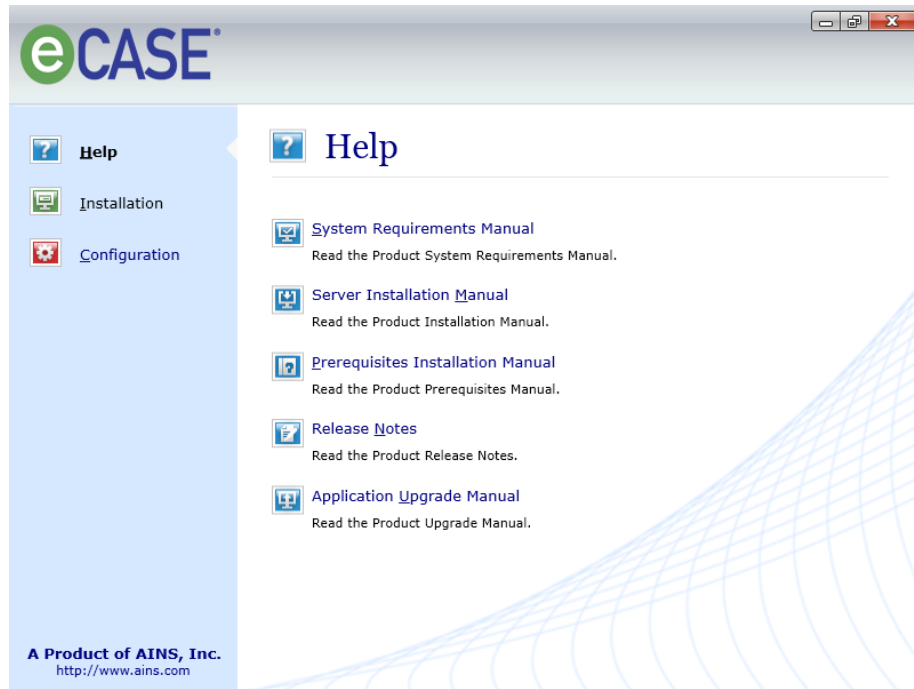 eCASE
Help
Installation
Configuration
Help
System Requirements Manual
Read the Product System Requirements Manual.
Server Installation Manual
Read the Product Installation Manual.
Prerequisites Installation Manual
Read the Product Prerequisites Manual.
Release Notes
Read the Product Release Notes.
Application Upgrade Manual
Read the Product Upgrade Manual.
A Product of AINS, Inc.
http://www.ains.com